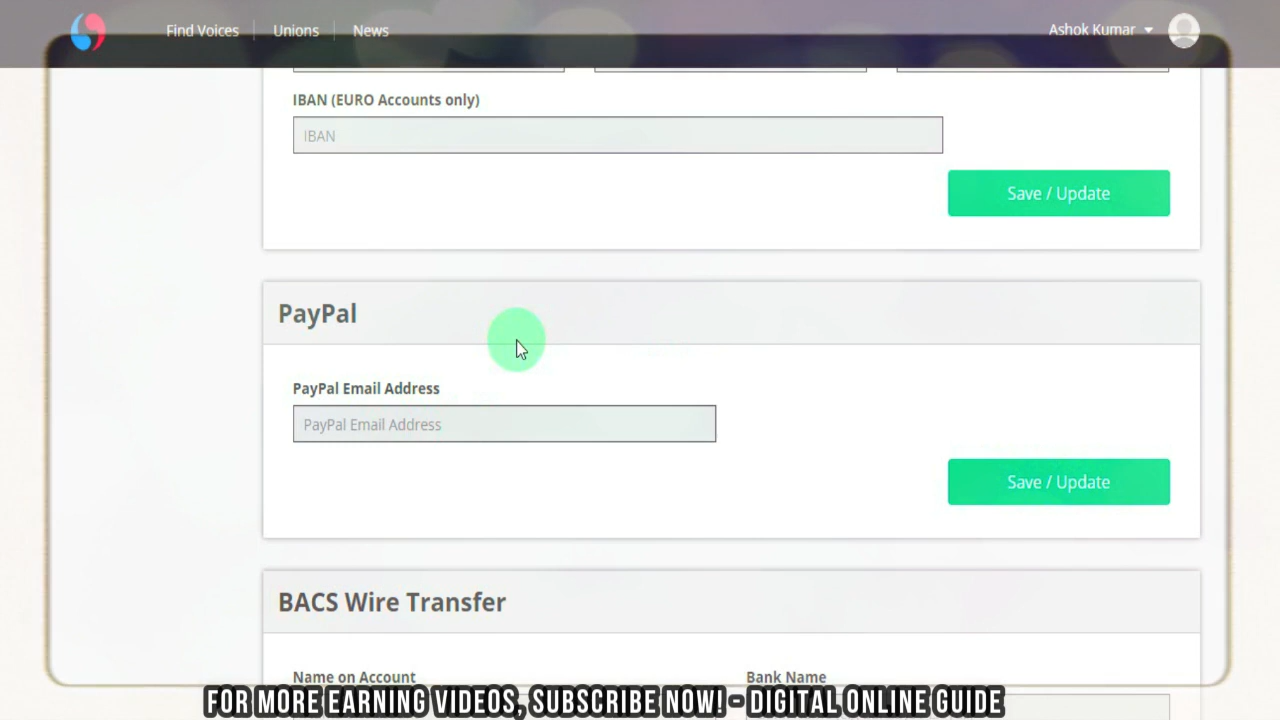 Find Voices
Unions
News
Ashok Kumar
IBAN (EURO Accounts only)
IBAN
Save / Update
PayPal
PayPal Email Address
PayPal Email Address
Save / Update
BACS Wire Transfer
Name on Account
Bank Name
FOR MORE EARNING VIDEOS, SUBSCRIBE NOW! - DIGITAL ONLINE GUIDE